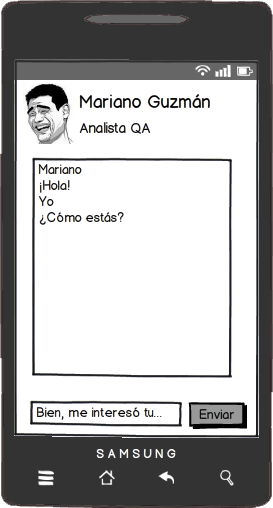 Mariano Guzmán
Analista QA
Mariano
¡Hola!
Yo
¿Cómo estás?
Bien, me interesó tu...
Enviar
SAMSUNG